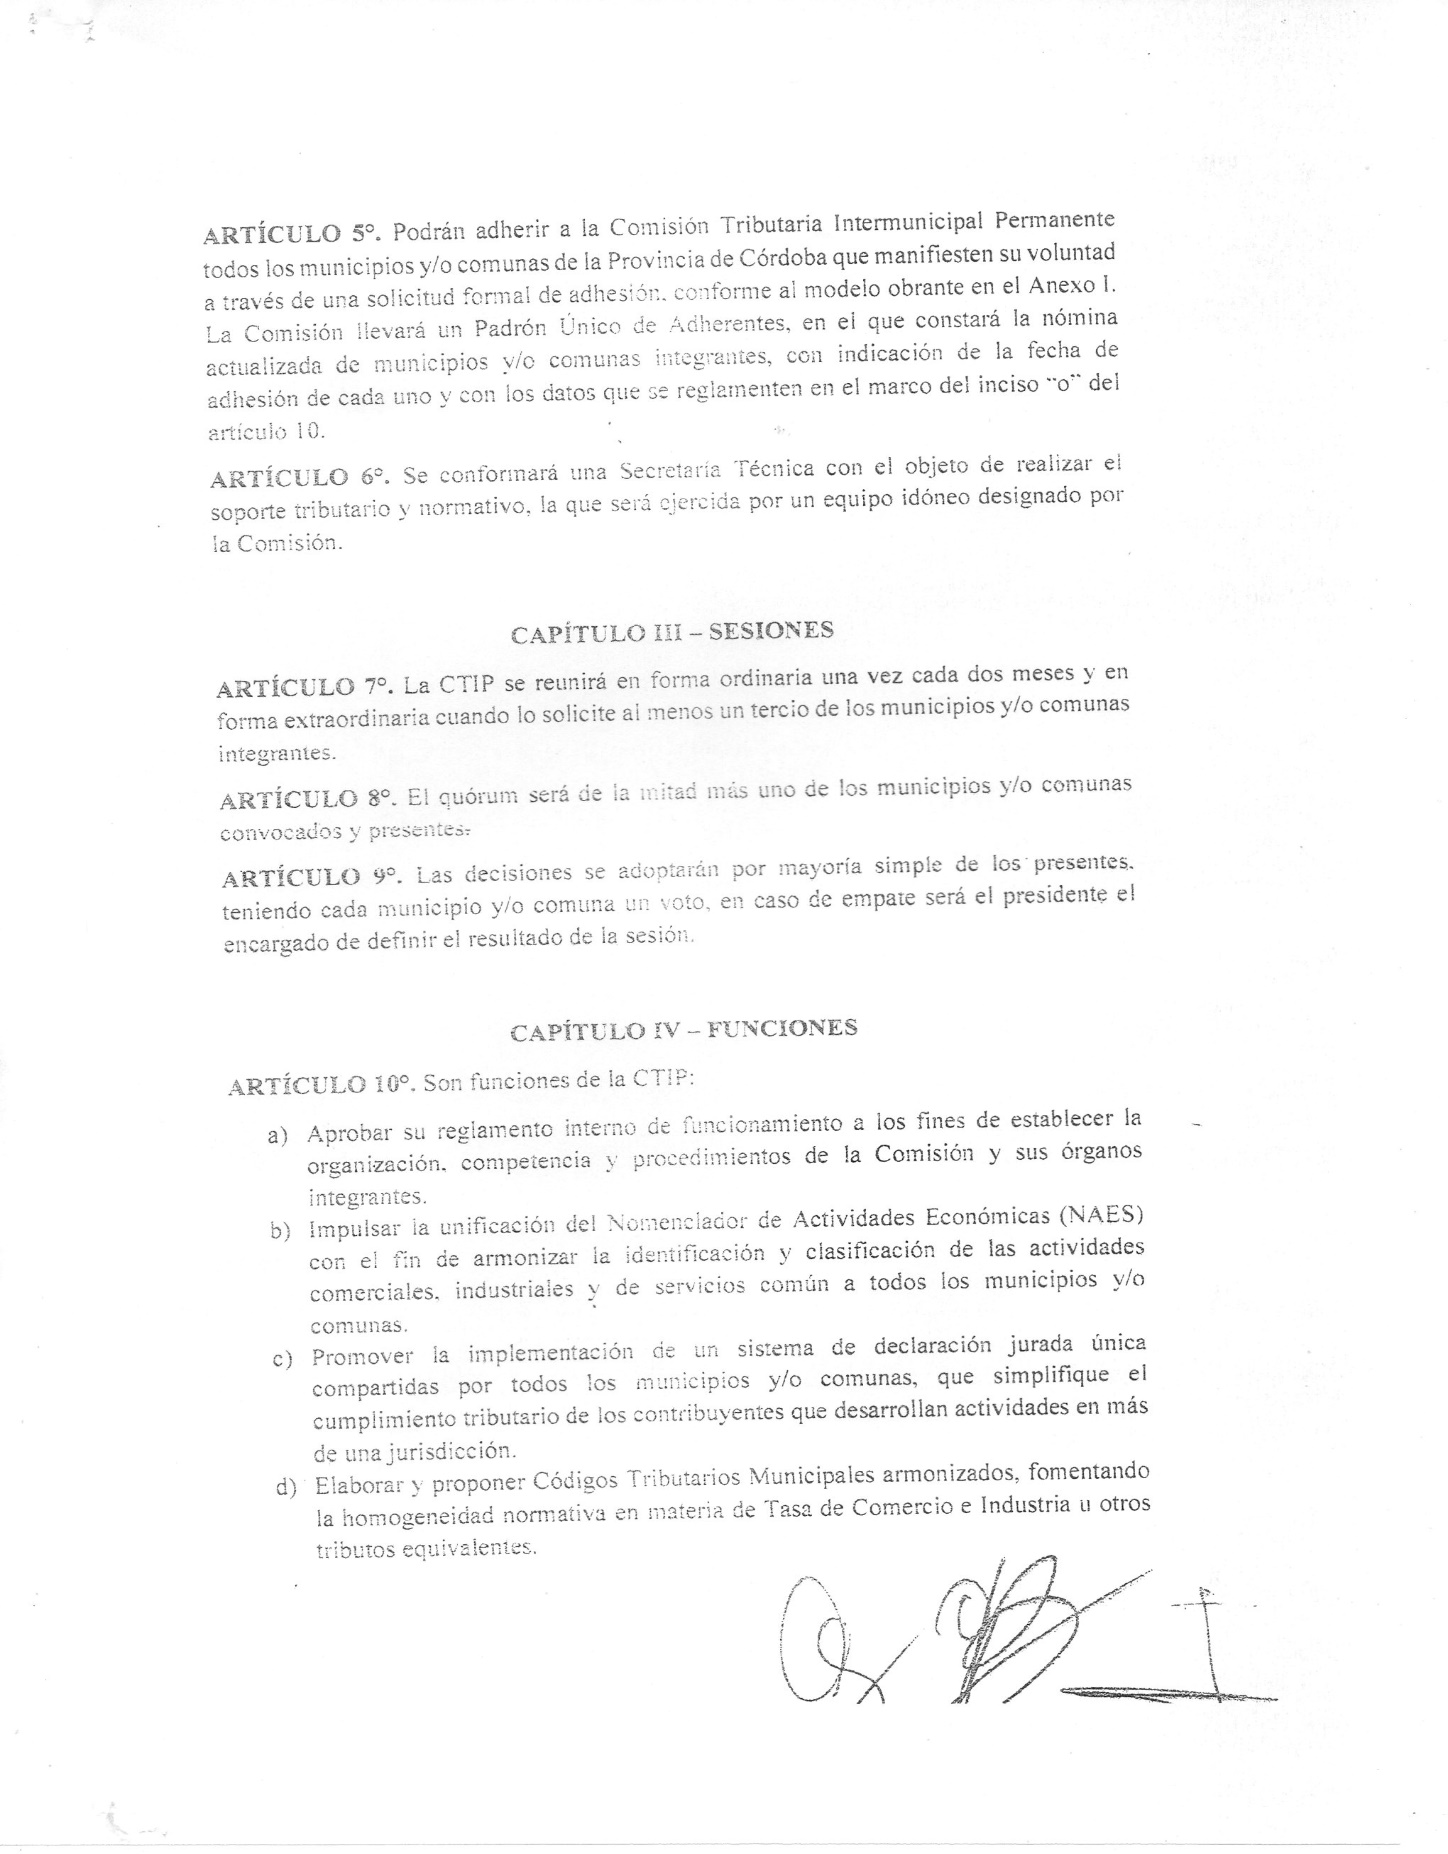 ARTÍCULO 5°. Podrán adherir a la Comisión Tributaria Intermunicipal Permanente
todos los municipios y/o comunas de la Provincia de Córdoba que manifiesten su voluntad
a través de una solicitud formal de adhesión, conforme al modelo obrante en el Anexo I.
La Comisión llevará un Padrón Único de Adherentes, en el que constará la nómina
actualizada de municipios y/o comunas integrantes, con indicación de la fecha de
adhesión de cada uno y con los datos que se reglamenten en el marco del inciso "o" del
artículo 10.
ARTÍCULO 6°. Se conformará una Secretaría Técnica con el objeto de realizar el
soporte tributario y normativo, la que será ejercida por un equipo idóneo designado por
la Comisión.
CAPÍTULO III – SESIONES
ARTÍCULO 7°. La CTIP se reunirá en forma ordinaria una vez cada dos meses y en
forma extraordinaria cuando lo solicite al menos un tercio de los municipios y/o comunas
integrantes.
ARTÍCULO 8°. El quórum será de la mitad más uno de los municipios y/o comunas
convocados y presentes.
ARTÍCULO 9°. Las decisiones se adoptarán por mayoría simple de los presentes,
teniendo cada municipio y/o comuna un voto, en caso de empate será el presidente el
encargado de definir el resultado de la sesión.
CAPÍTULO IV – FUNCIONES
ARTÍCULO 10°. Son funciones de la CTIP:
a) Aprobar su reglamento interno de funcionamiento a los fines de establecer la
organización, competencia y procedimientos de la Comisión y sus órganos
integrantes.
b) Impulsar la unificación del Nomenclador de Actividades Económicas (NAES)
con el fin de armonizar la identificación y clasificación de las actividades
comerciales, industriales y de servicios común a todos los municipios y/o
comunas.
c) Promover la implementación de un sistema de declaración jurada única
compartidas por todos los municipios y/o comunas, que simplifique el
cumplimiento tributario de los contribuyentes que desarrollan actividades en más
de una jurisdicción.
d) Elaborar y proponer Códigos Tributarios Municipales armonizados, fomentando
la homogeneidad normativa en materia de Tasa de Comercio e Industria u otros
tributos equivalentes.